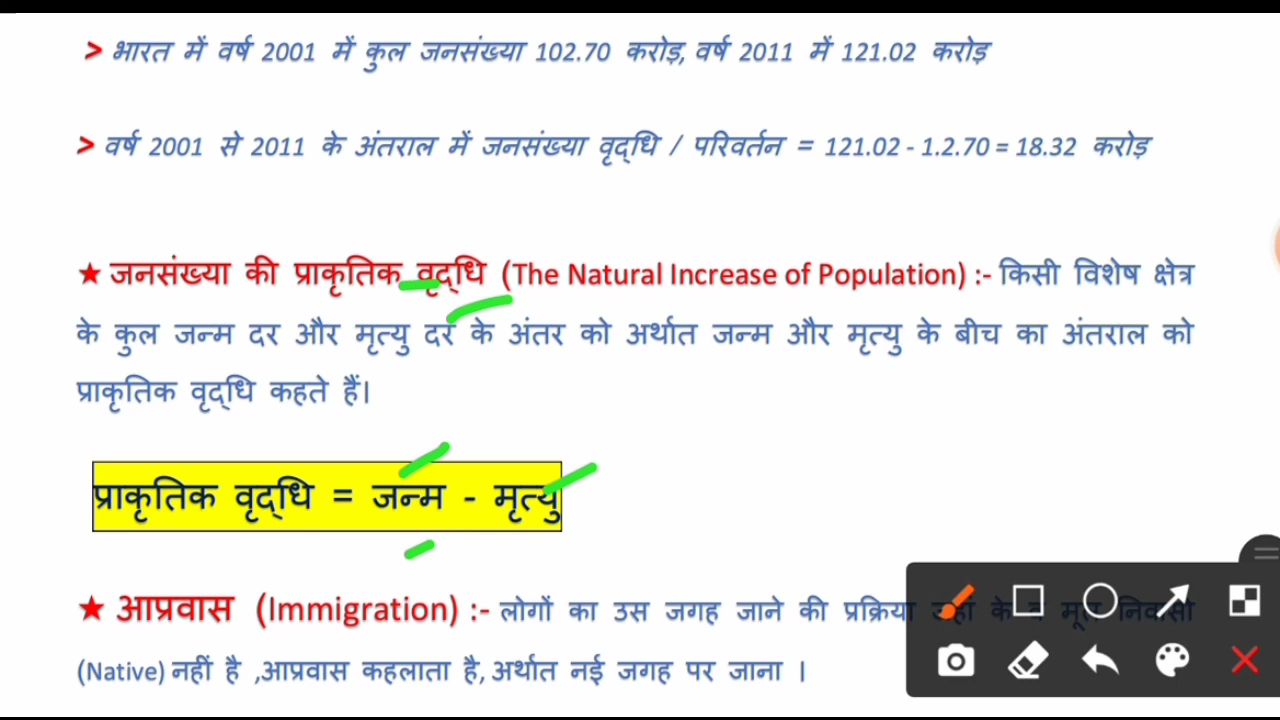 > भारत में वर्ष 2001 में कुल जनसंख्या 102.70 करोड़, वर्ष 2011 में 121.02 करोड़
> वर्ष 2001 से 2011 के अंतराल में जनसंख्या वृद्धि / परिवर्तन = 121.02 - 1.2.70 = 18.32 करोड़
★ जनसंख्या की प्राकृतिक वृद्धि (The Natural Increase of Population) :- किसी विशेष क्षेत्र
के कुल जन्म दर और मृत्यु दर के अंतर को अर्थात जन्म और मृत्यु के बीच का अंतराल को
प्राकृतिक वृद्धि कहते हैं।
प्राकृतिक वृद्धि = जन्म - मृत्यु
★ आप्रवास (Immigration) :- लोगों का उस जगह जाने की प्रक्रिया
(Native) नहीं है ,आप्रवास कहलाता है, अर्थात नई जगह पर जाना ।